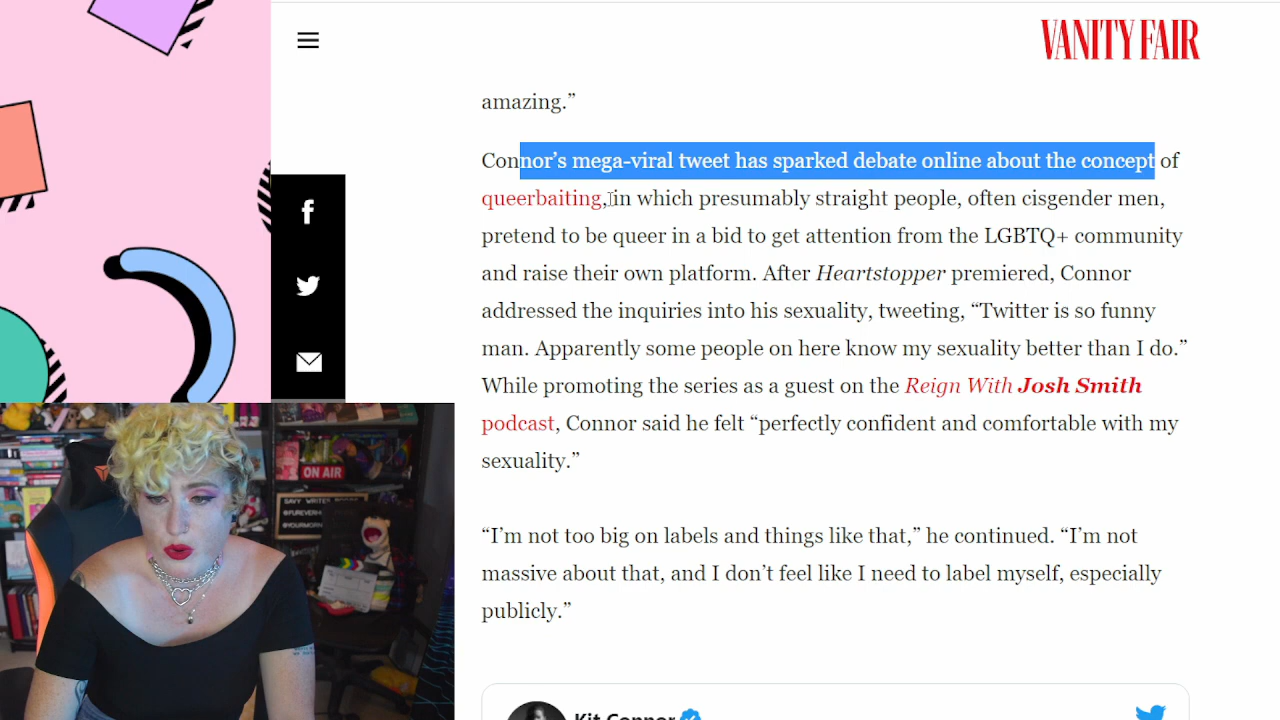 VANITY FAIR
amazing.”
Connor’s mega-viral tweet has sparked debate online about the concept of
queerbaiting, in which presumably straight people, often cisgender men,
pretend to be queer in a bid to get attention from the LGBTQ+ community
and raise their own platform. After Heartstopper premiered, Connor
addressed the inquiries into his sexuality, tweeting, “Twitter is so funny
man. Apparently some people on here know my sexuality better than I do.”
While promoting the series as a guest on the Reign With Josh Smith
podcast, Connor said he felt “perfectly confident and comfortable with my
sexuality.”
“I’m not too big on labels and things like that,” he continued. “I’m not
massive about that, and I don’t feel like I need to label myself, especially
publicly.”
Kit Connor
ON AIR
SAVY WRITES BOOKS